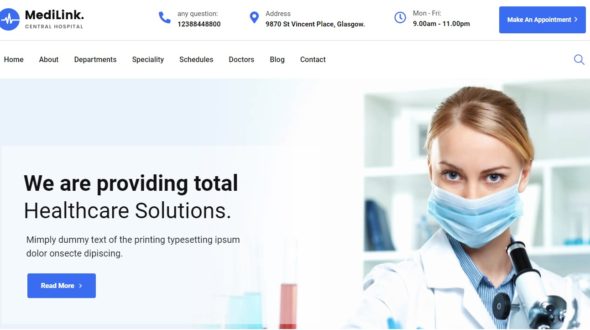 MediLink.
CENTRAL HOSPITAL
any question:
12388448800
Address
9870 St Vincent Place, Glasgow.
Mon - Fri:
9.00am - 11.00pm
Make An Appointment
Home About Departments Speciality Schedules Doctors Blog Contact
We are providing total
Healthcare Solutions.
Mimply dummy text of the printing typesetting ipsum
dolor onsecte dipiscing.
Read More